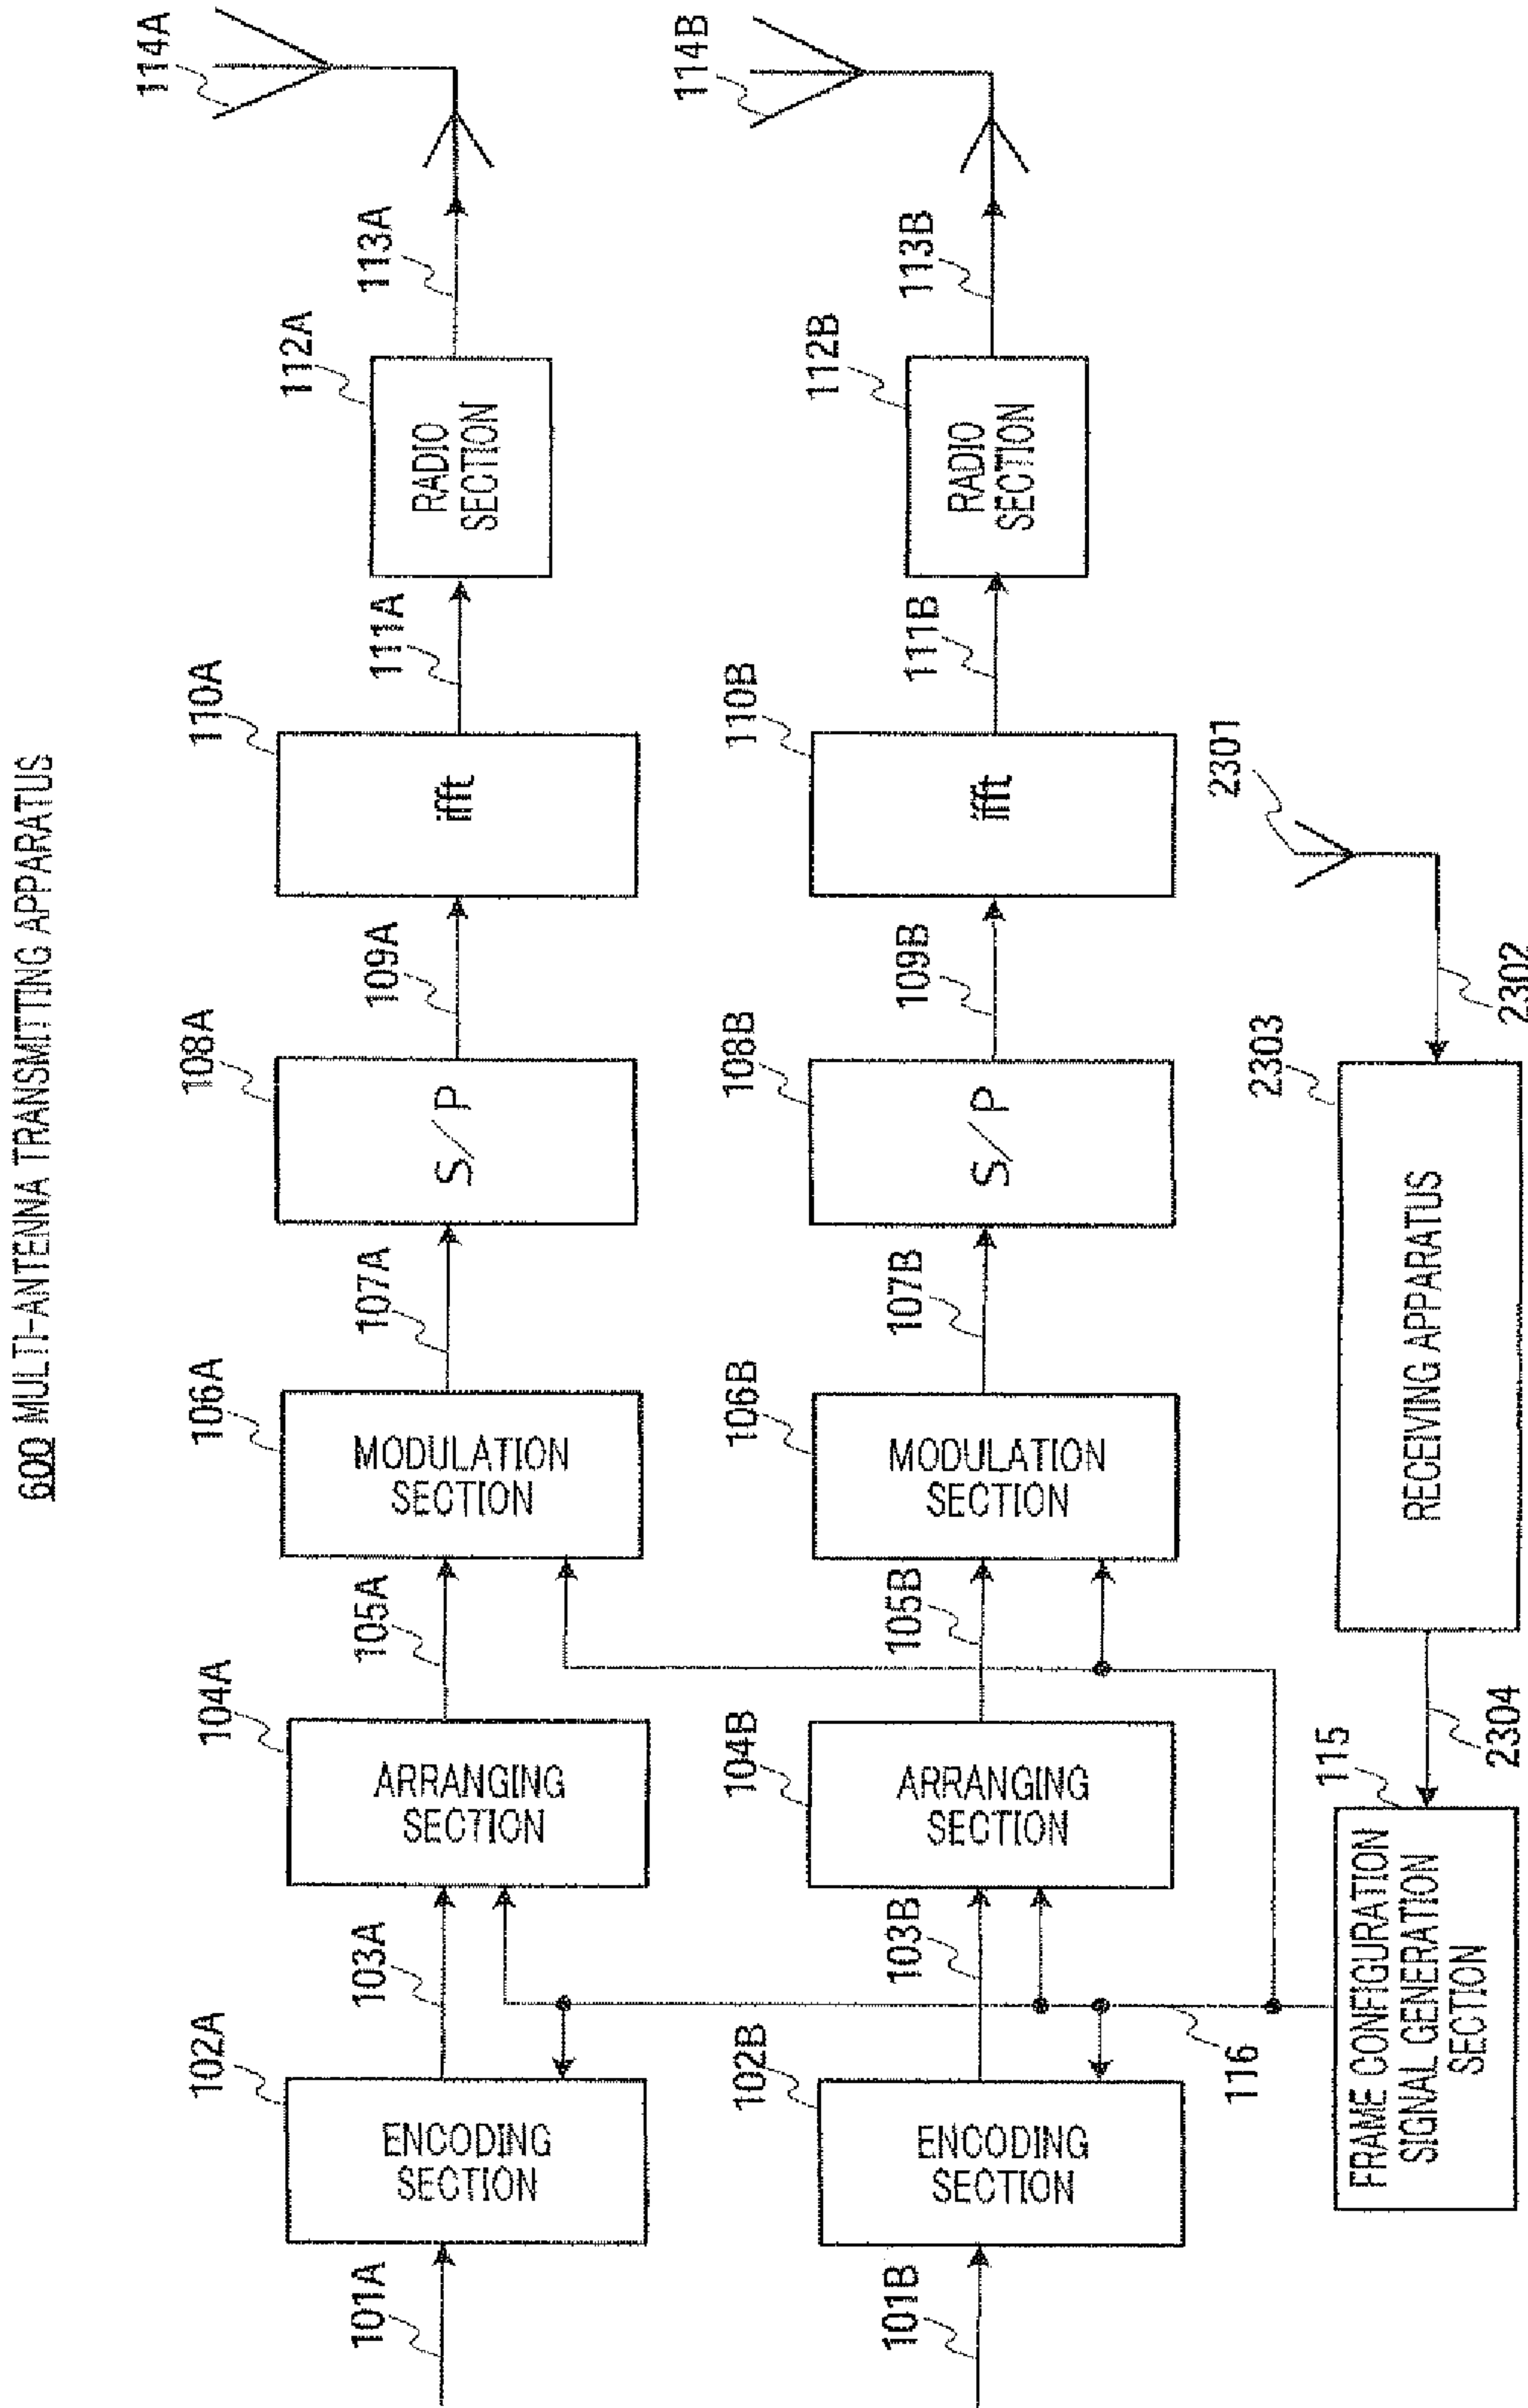 600 MULTI-ANTENNA TRANSMITTING APPARATUS
101A
102A
ENCODING
SECTION
103A
104A
ARRANGING
SECTION
105A
106A
MODULATION
SECTION
107A
108A
S/P
109A
110A
ifft
111A
112A
RADIO
SECTION
113A
114A
101B
102B
ENCODING
SECTION
103B
104B
ARRANGING
SECTION
105B
106B
MODULATION
SECTION
107B
108B
S/P
109B
110B
ifft
111B
112B
RADIO
SECTION
113B
114B
116
115
FRAME CONFIGURATION
SIGNAL GENERATION
SECTION
2304
2303
RECEIVING APPARATUS
2302
2301